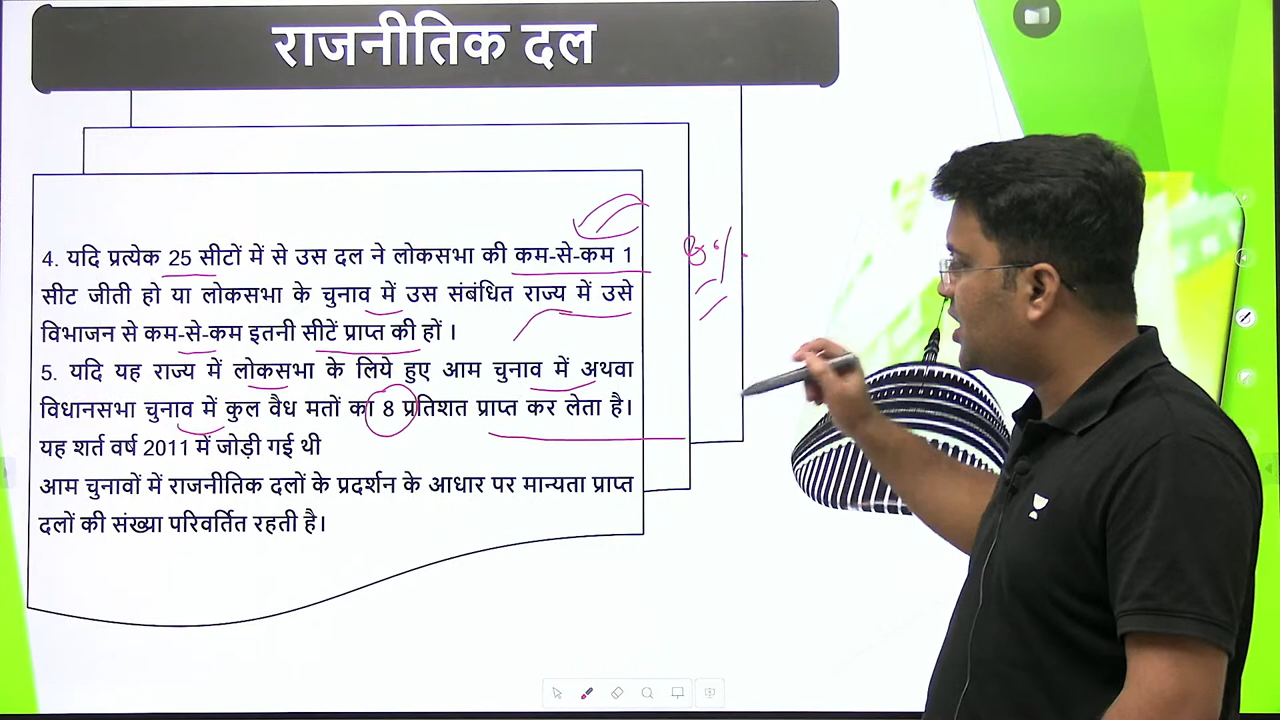 राजनीतिक दल
4. यदि प्रत्येक 25 सीटों में से उस दल ने लोकसभा की कम-से-कम 1
सीट जीती हो या लोकसभा के चुनाव में उस संबंधित राज्य में उसे
विभाजन से कम-से-कम इतनी सीटें प्राप्त की हों ।
5. यदि यह राज्य में लोकसभा के लिये हुए आम चुनाव में अथवा
विधानसभा चुनाव में कुल वैध मतों का 8 प्रतिशत प्राप्त कर लेता है।
यह शर्त वर्ष 2011 में जोड़ी गई थी
आम चुनावों में राजनीतिक दलों के प्रदर्शन के आधार पर मान्यता प्राप्त
दलों की संख्या परिवर्तित रहती है।